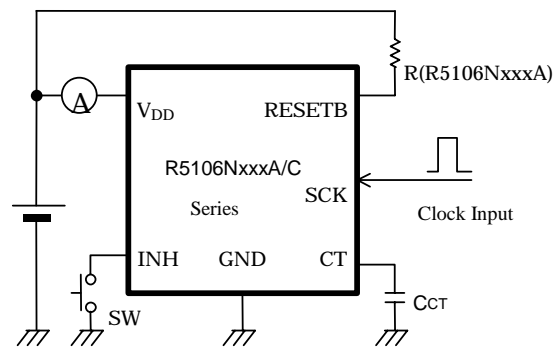 R(R5106NxxxA)
A
VDD
RESETB
R5106NxxxA/C
Series
SCK
Clock Input
INH
GND
CT
SW
CCT